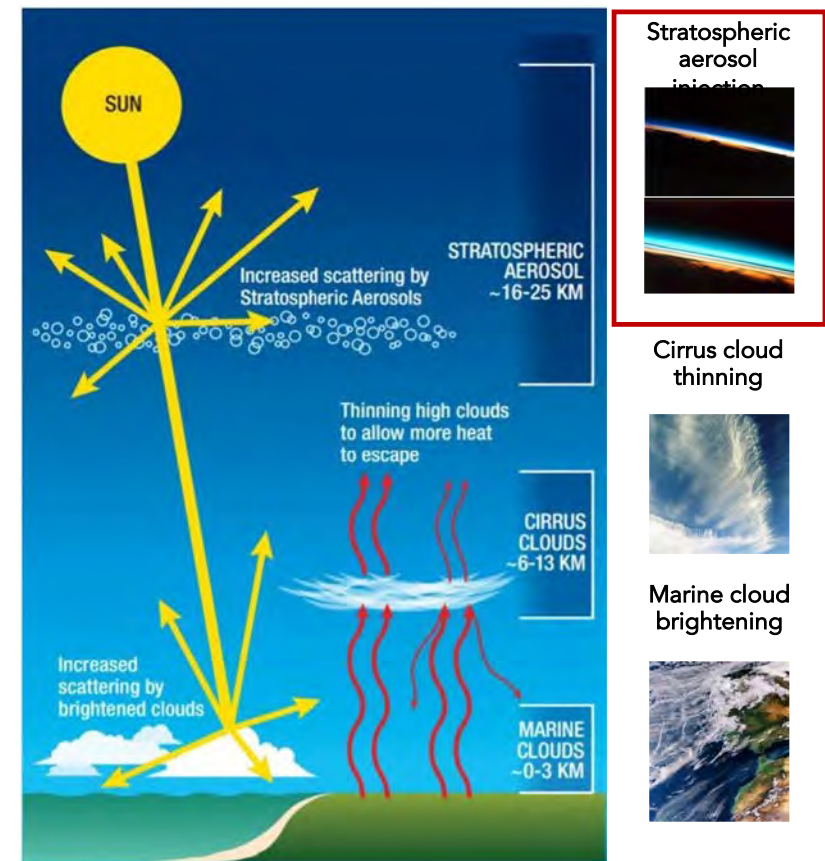 SUN
Increased scattering by
Stratospheric Aerosols
STRATOSPHERIC
AEROSOL
~16-25 KM
Thinning high clouds
to allow more heat
to escape
CIRRUS
CLOUDS
~6-13 KM
Increased
scattering by
brightened clouds
MARINE
CLOUDS
~0-3 KM
Stratospheric
aerosol
injection
Cirrus cloud
thinning
Marine cloud
brightening